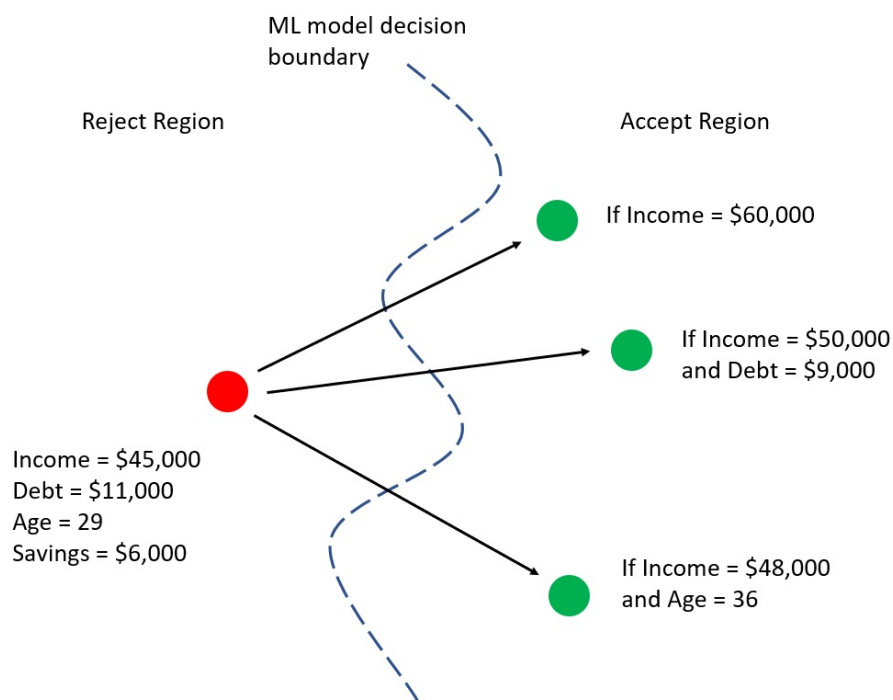 ML model decision
boundary
Reject Region
Accept Region
If Income = $60,000
If Income = $50,000
and Debt = $9,000
Income = $45,000
Debt = $11,000
Age = 29
Savings = $6,000
If Income = $48,000
and Age = 36